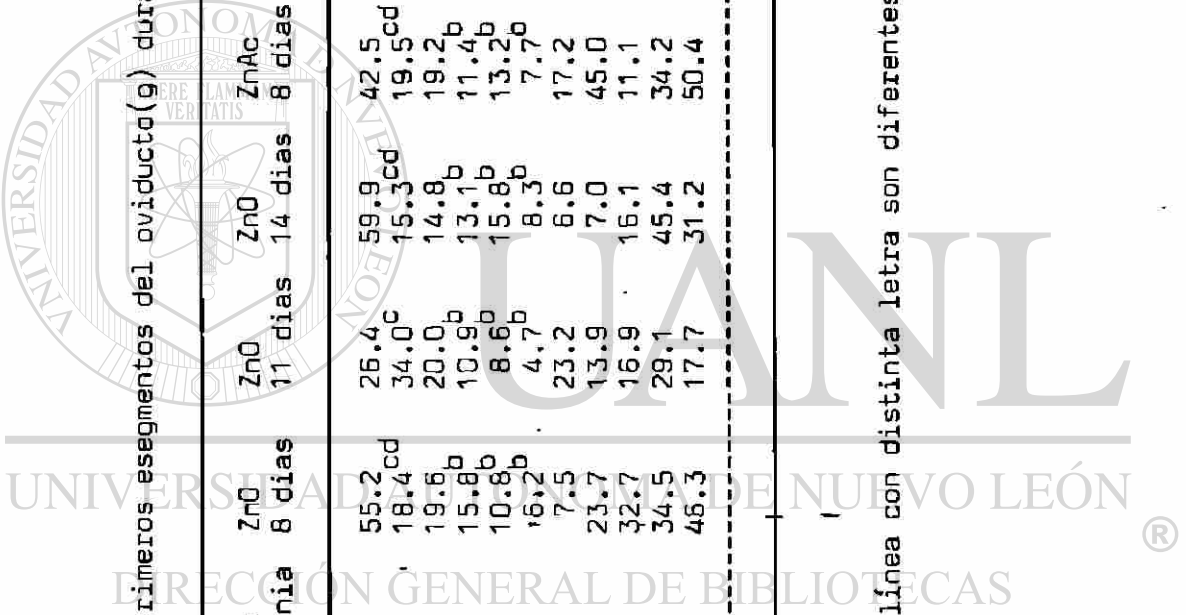 rimeros esegmentos del oviducto(g) dura
ZnO ZnO ZnO ZnAc
nia 8 dias 11 dias 14 dias 8 dias
55.2 26.4 59.9 42.5
18.4cd 34.0c 15.3cd 19.5cd
19.6 20.0 14.8 19.2
15.8b 10.9b 13.1b 11.4b
10.8b 8.6b 15.8b 13.2b
6.2b 4.7b 8.3b 7.7b
7.5 23.2 6.6 17.2
23.7 13.9 7.0 45.0
32.7 16.9 16.1 11.1
34.5 29.1 45.4 34.2
46.3 17.7 31.2 50.4
línea con distinta letra son diferentes
UANL
UNIVERSIDAD AUTÓNOMA DE NUEVO LEÓN
®
DIRECCIÓN GENERAL DE BIBLIOTECAS
VERITATIS